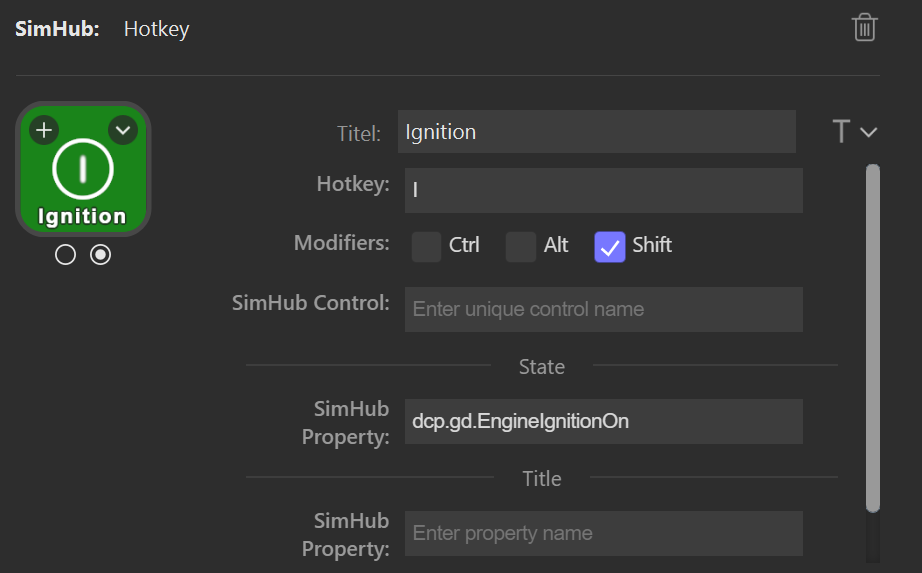 SimHub: Hotkey
Titel: Ignition
T
Hotkey: I
Ignition
Modifiers: Ctrl Alt Shift
SimHub Control: Enter unique control name
State
SimHub
Property: dcp.gd.EngineIgnitionOn
Title
SimHub
Property: Enter property name